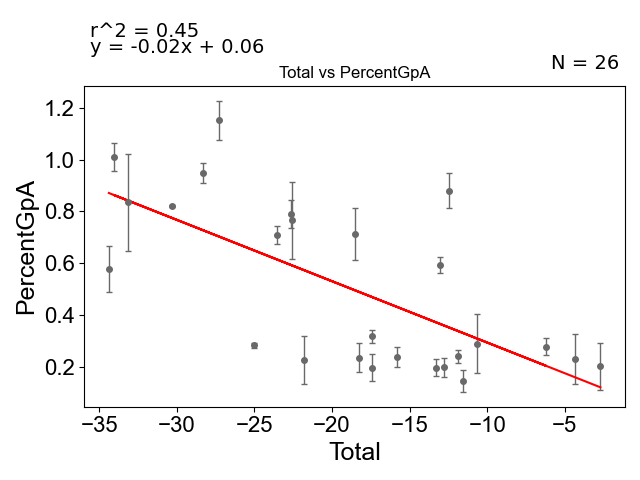 r^2 = 0.45
y = -0.02x + 0.06
N = 26
Total vs PercentGpA
1.2
1.0
0.8
0.6
0.4
0.2
PercentGpA
−35 −30 −25 −20 −15 −10 −5
Total